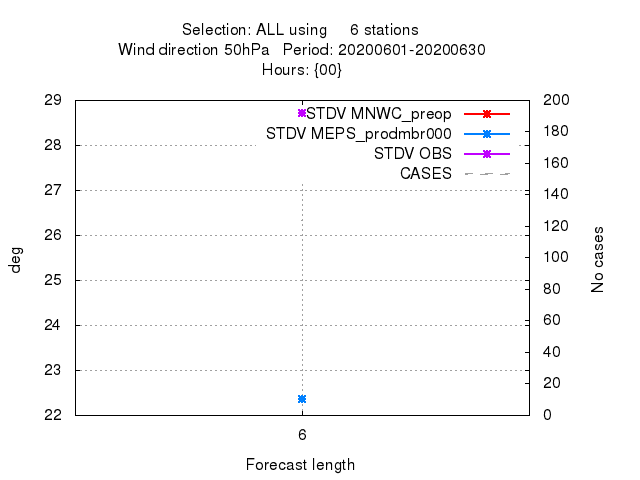 Selection: ALL using 6 stations
Wind direction 50hPa Period: 20200601-20200630
Hours: {00}
29
28
27
26
25
24
23
22
deg
200
180
160
140
120
100
80
60
40
20
0
No cases
STDV MNWC_preop
STDV MEPS_prodmbr000
STDV OBS
CASES
6
Forecast length